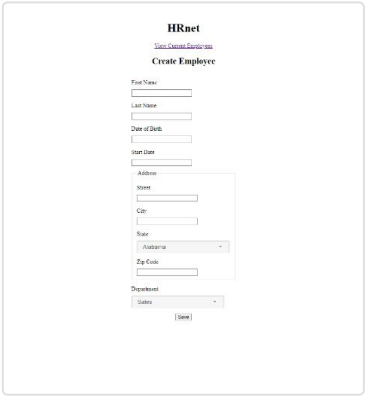 HRnet
View Current Employees
Create Employee
First Name
Last Name
Date of Birth
Start Date
Address
Street
City
State
Alabama
Zip Code
Department
Sales
Save